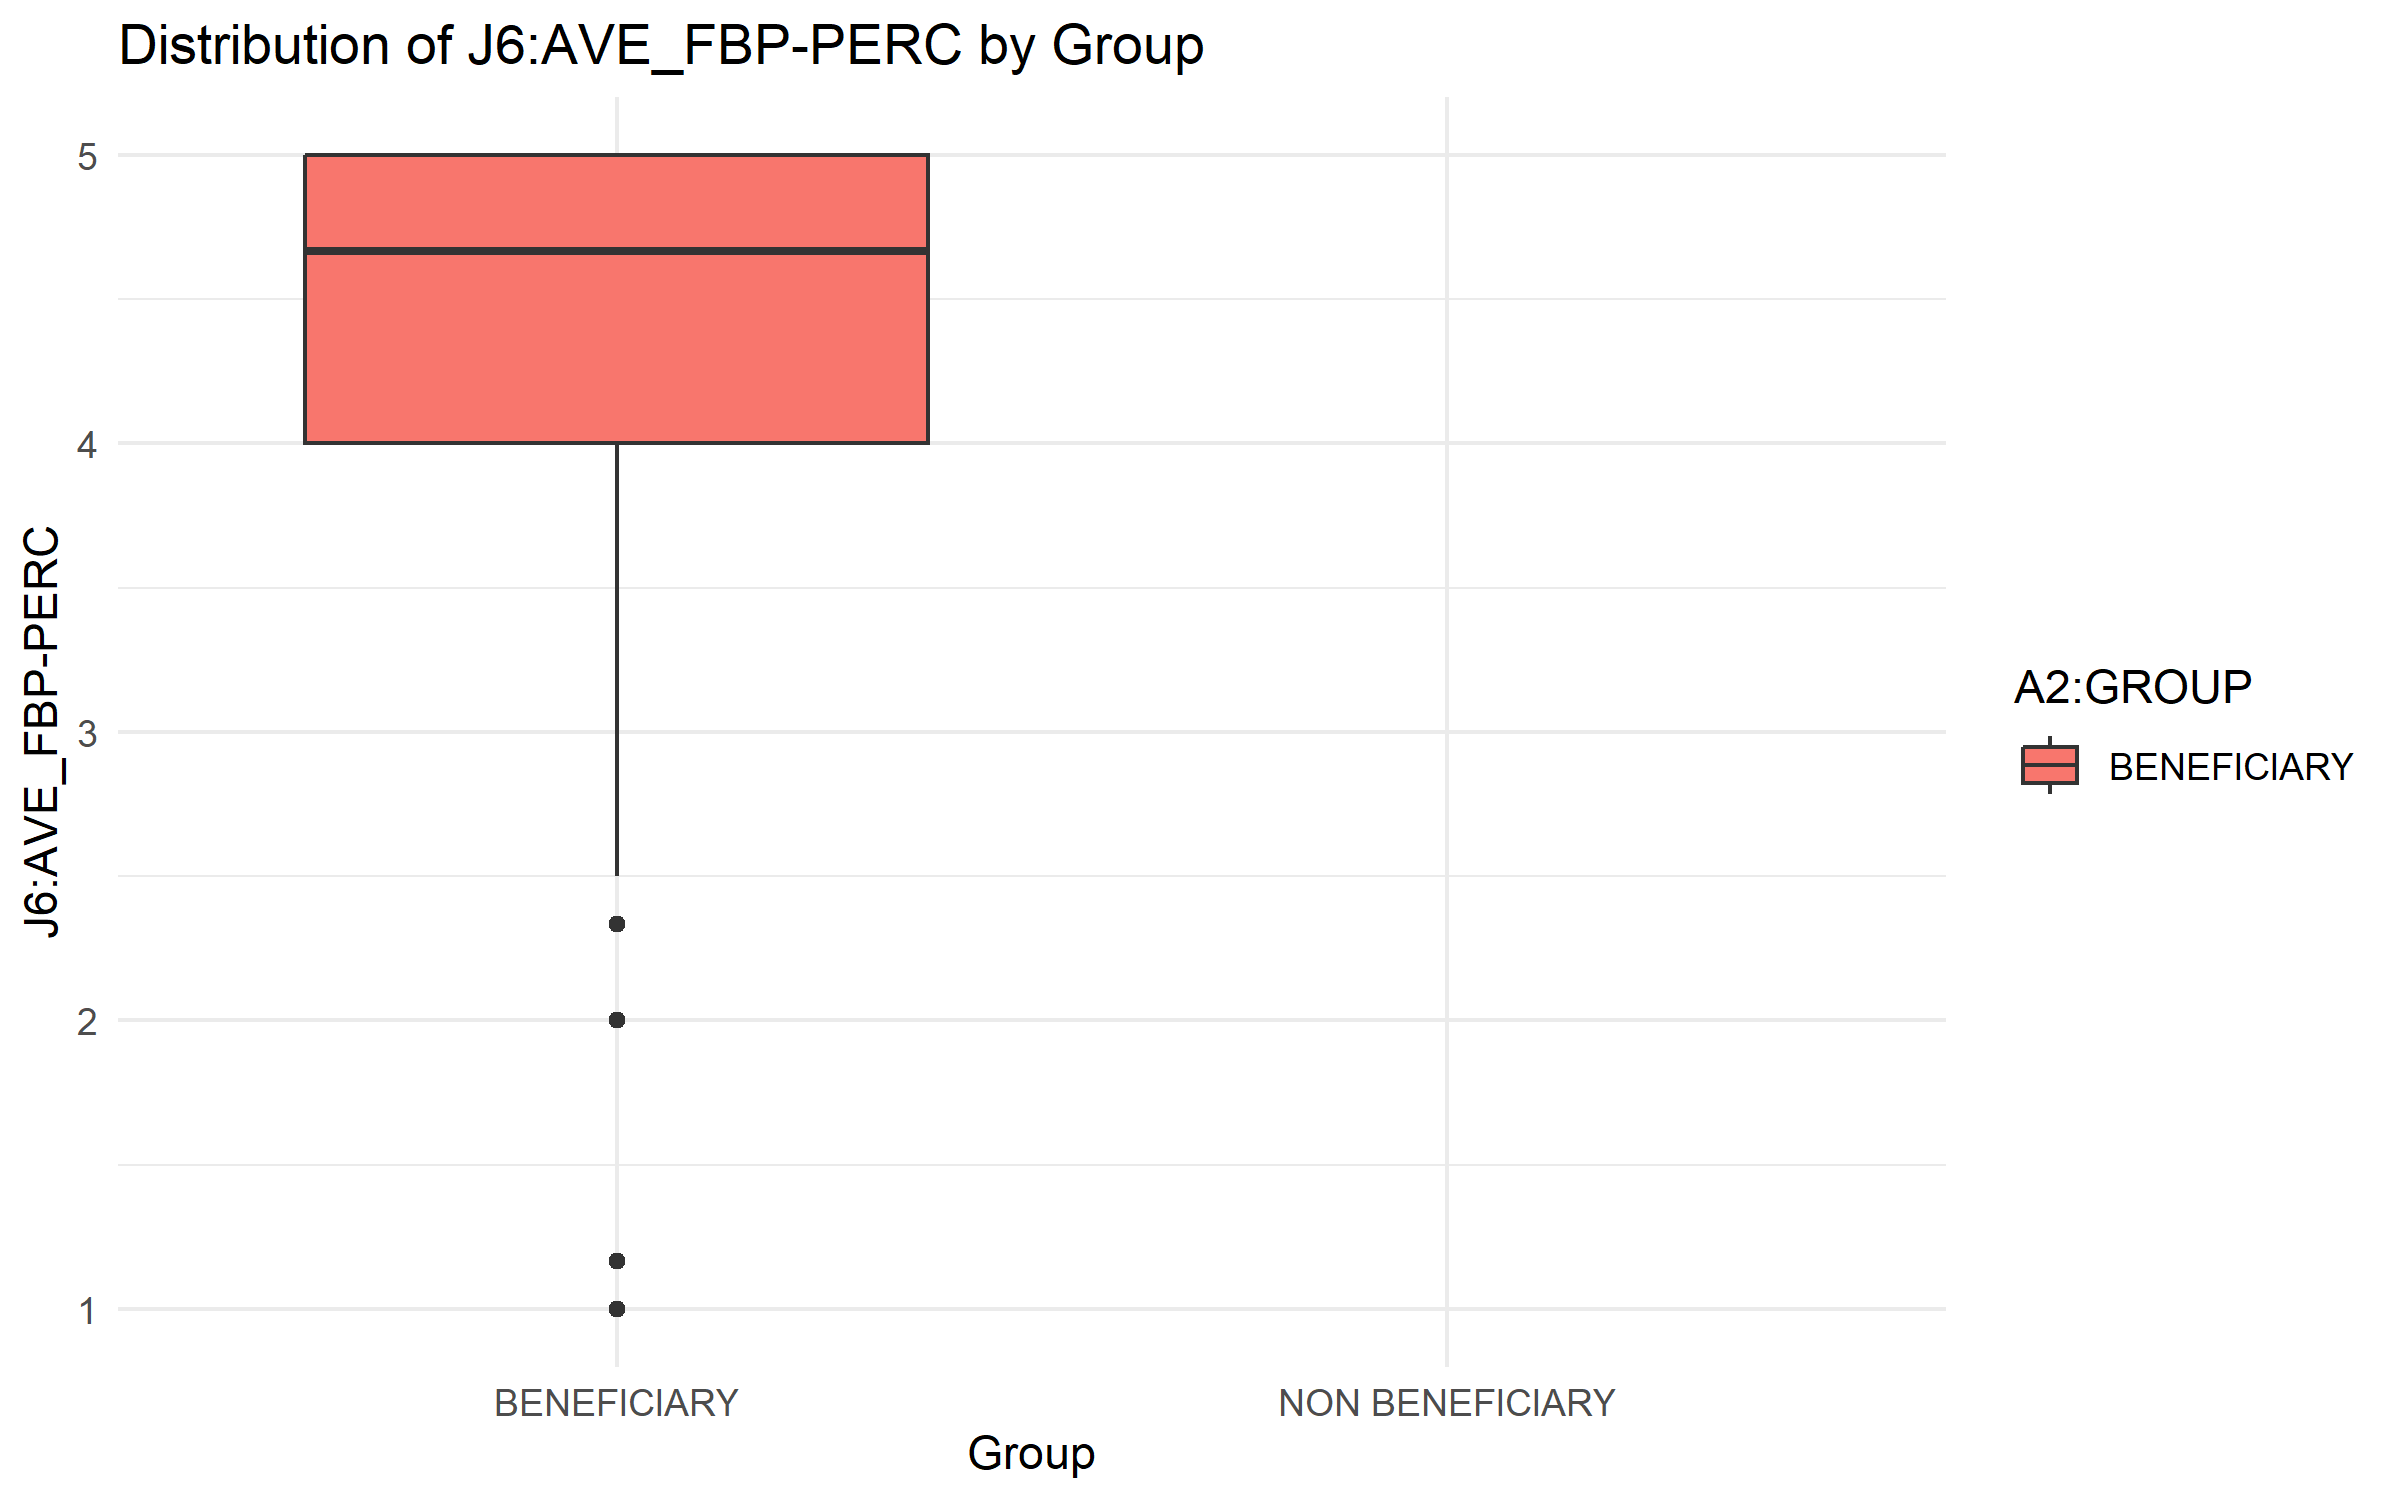 Distribution of J6:AVE_FBP-PERC by Group
J6:AVE_FBP-PERC
5
4
3
2
1
BENEFICIARY
NON BENEFICIARY
Group
A2:GROUP
BENEFICIARY